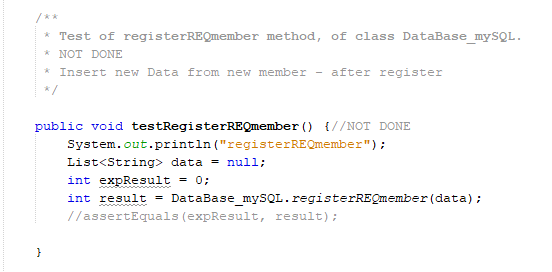 /**
* Test of registerREQmember method, of class DataBase_mySQL.
* NOT DONE
* Insert new Data from new member - after register
*/
public void testRegisterREQmember() {//NOT DONE
System.out.println("registerREQmember");
List<String> data = null;
int expResult = 0;
int result = DataBase_mySQL.registerREQmember(data);
//assertEquals(expResult, result);
}